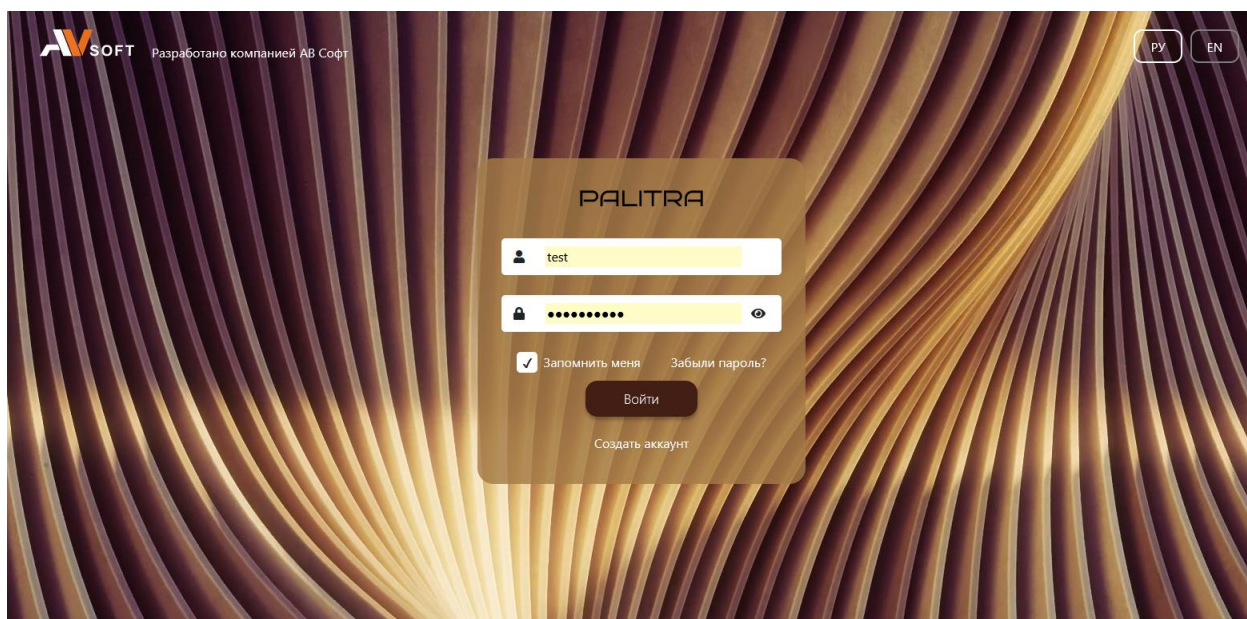 AVSOFT Разработано компанией АВ Софт
РУ EN
PALITRA
test
••••••••••
Запомнить меня Забыли пароль?
Войти
Создать аккаунт